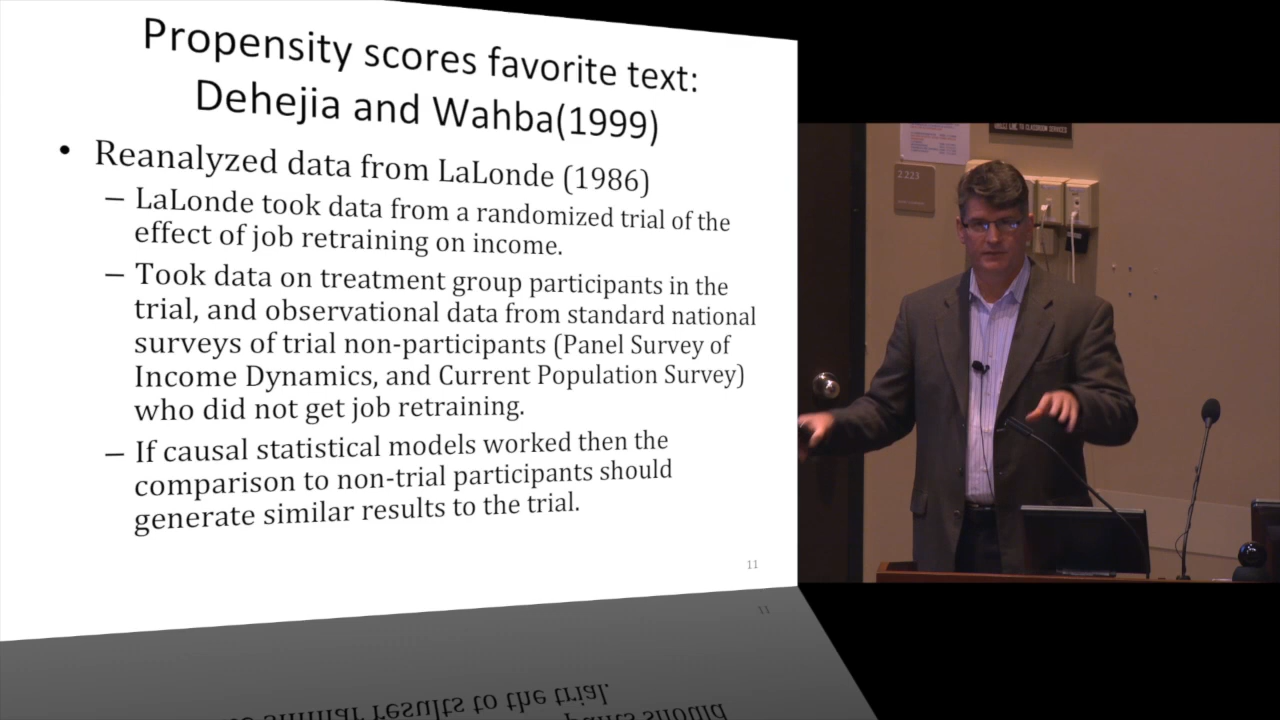 Propensity scores favorite text:
Dehejia and Wahba(1999)
• Reanalyzed data from LaLonde (1986)
– LaLonde took data from a randomized trial of the
effect of job retraining on income.
– Took data on treatment group participants in the
trial, and observational data from standard national
surveys of trial non-participants (Panel Survey of
Income Dynamics, and Current Population Survey)
who did not get job retraining.
– If causal statistical models worked then the
comparison to non-trial participants should
generate similar results to the trial.
11
2223